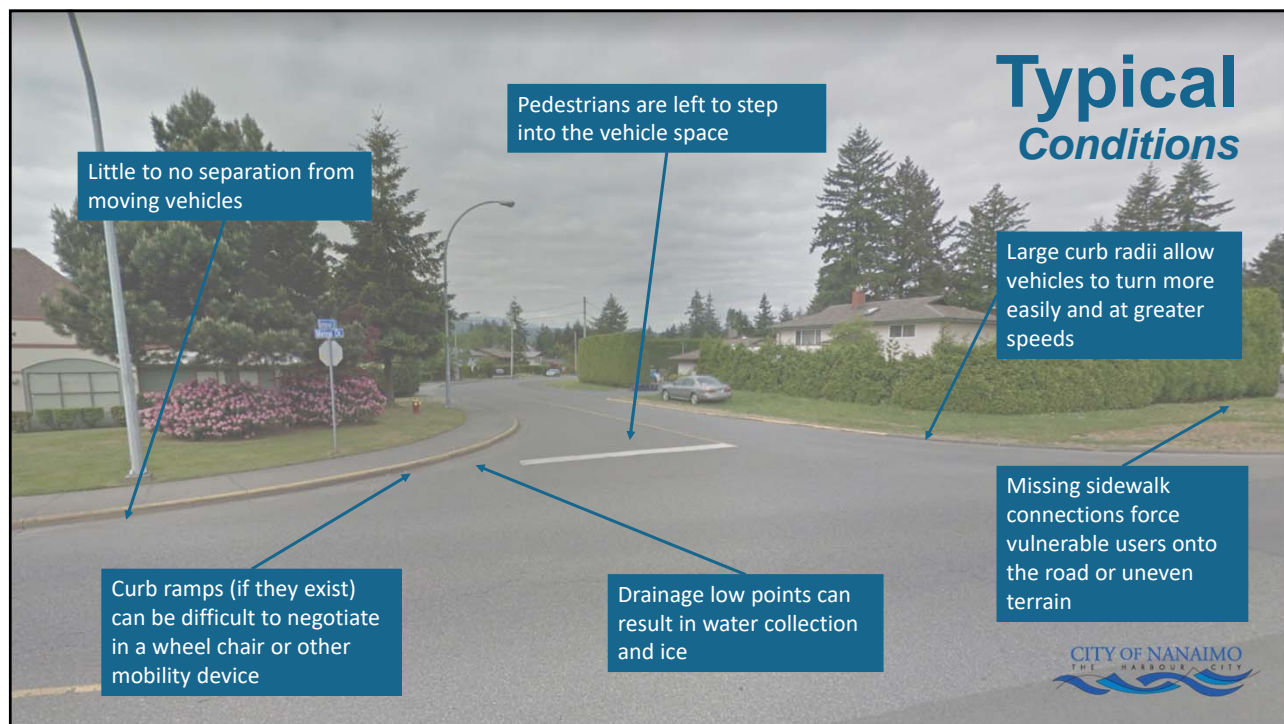 Typical
Conditions
Pedestrians are left to step
into the vehicle space
Little to no separation from
moving vehicles
Large curb radii allow
vehicles to turn more
easily and at greater
speeds
Missing sidewalk
connections force
vulnerable users onto
the road or uneven
terrain
Curb ramps (if they exist)
can be difficult to negotiate
in a wheel chair or other
mobility device
Drainage low points can
result in water collection
and ice
CITY OF NANAIMO
THE HARBOUR CITY